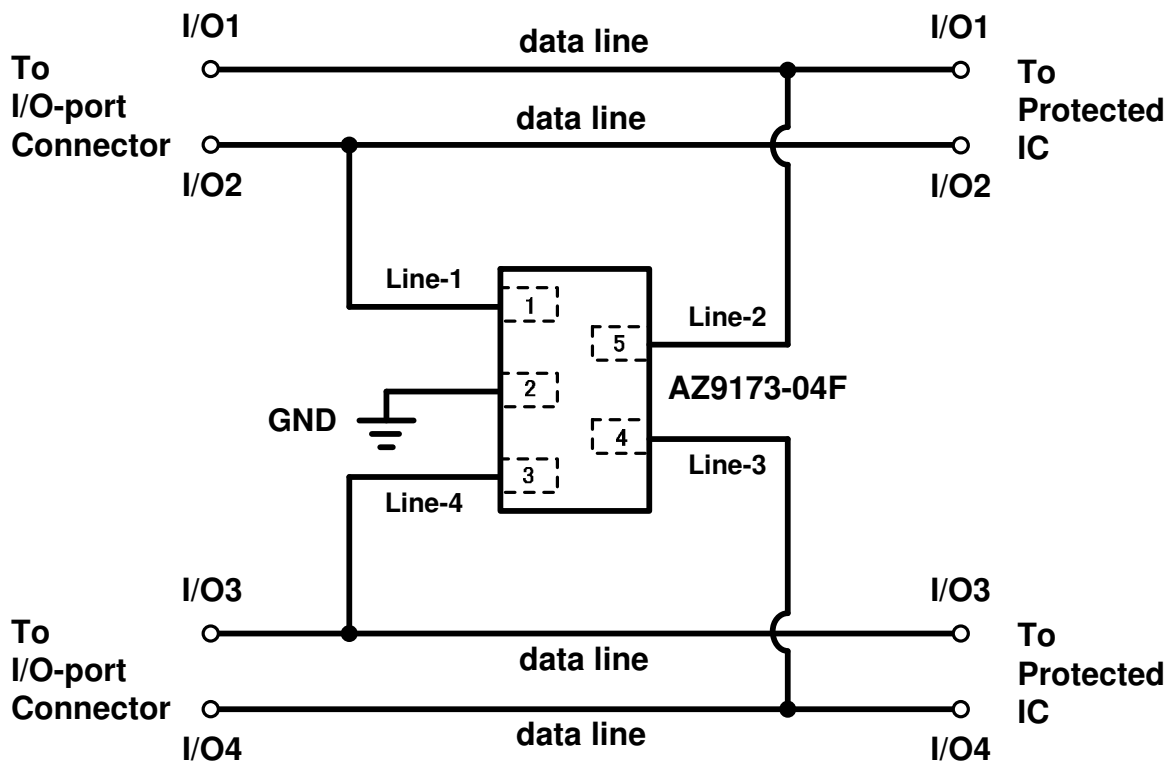 I/O1
data line
I/O1
To
I/O-port
Connector
To
Protected
IC
data line
I/O2
I/O2
Line-1
1
Line-2
5
2
AZ9173-04F
GND
4
Line-3
3
Line-4
I/O3
I/O3
To
I/O-port
Connector
To
Protected
IC
data line
data line
I/O4
I/O4